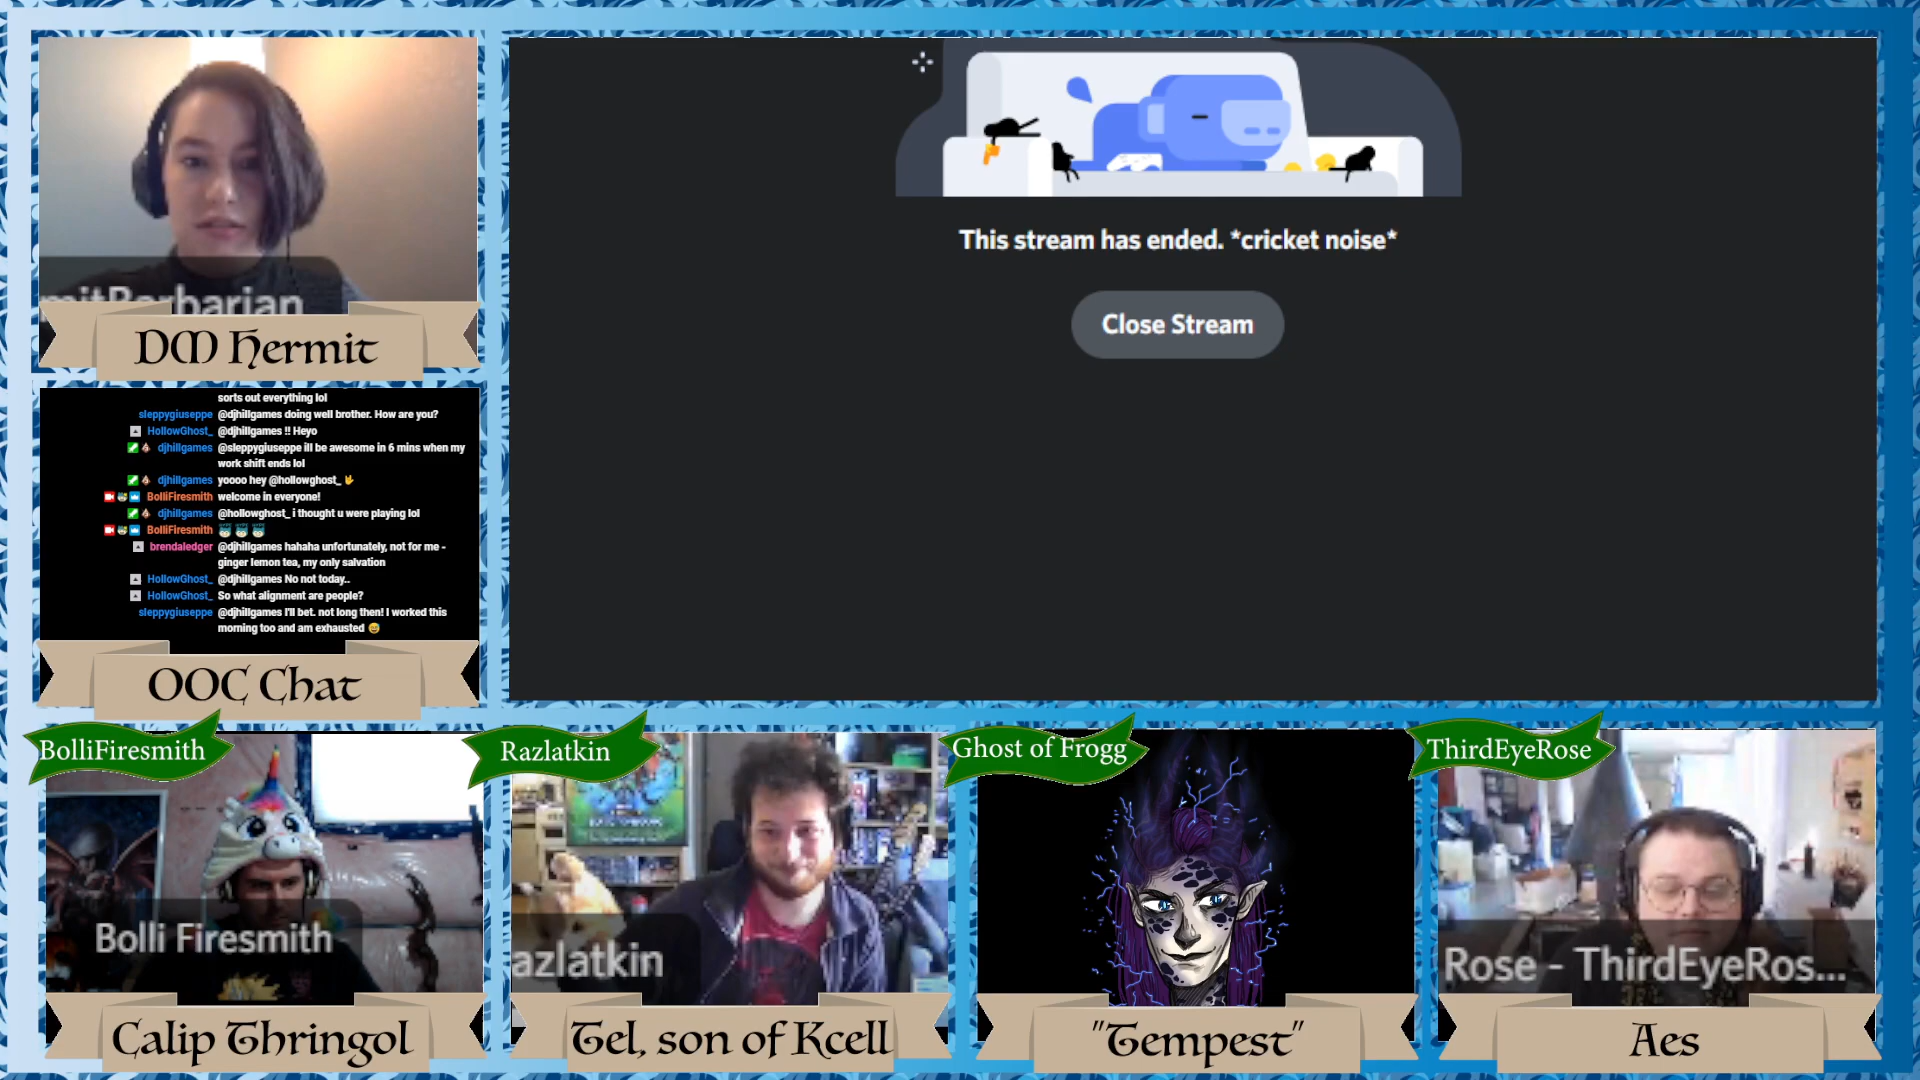 mitBarbarian
DM Hermit
sorts out everything lol
sleppygiuseppe @djhillgames doing well brother. How are you?
HollowGhost_ @djhillgames !! Heyo
djhillgames @sleppygiuseppe ill be awesome in 6 mins when my
work shift ends lol
djhillgames yoooo hey @hollowghost_ 🤟
BolliFiresmith welcome in everyone!
djhillgames @hollowghost_ i thought u were playing lol
BolliFiresmith
brendaledger @djhillgames hahaha unfortunately, not for me -
ginger lemon tea, my only salvation
HollowGhost_ @djhillgames No not today..
HollowGhost_ So what alignment are people?
sleppygiuseppe @djhillgames I'll bet. not long then! I worked this
morning too and am exhausted 😅
OOC Chat
This stream has ended. *cricket noise*
Close Stream
BolliFiresmith
Bolli Firesmith
Calip Thringol
Razlatkin
azlatkin
Tel, son of Kcell
Ghost of Frogg
"Tempest"
ThirdEyeRose
Rose - ThirdEyeRos...
Aes